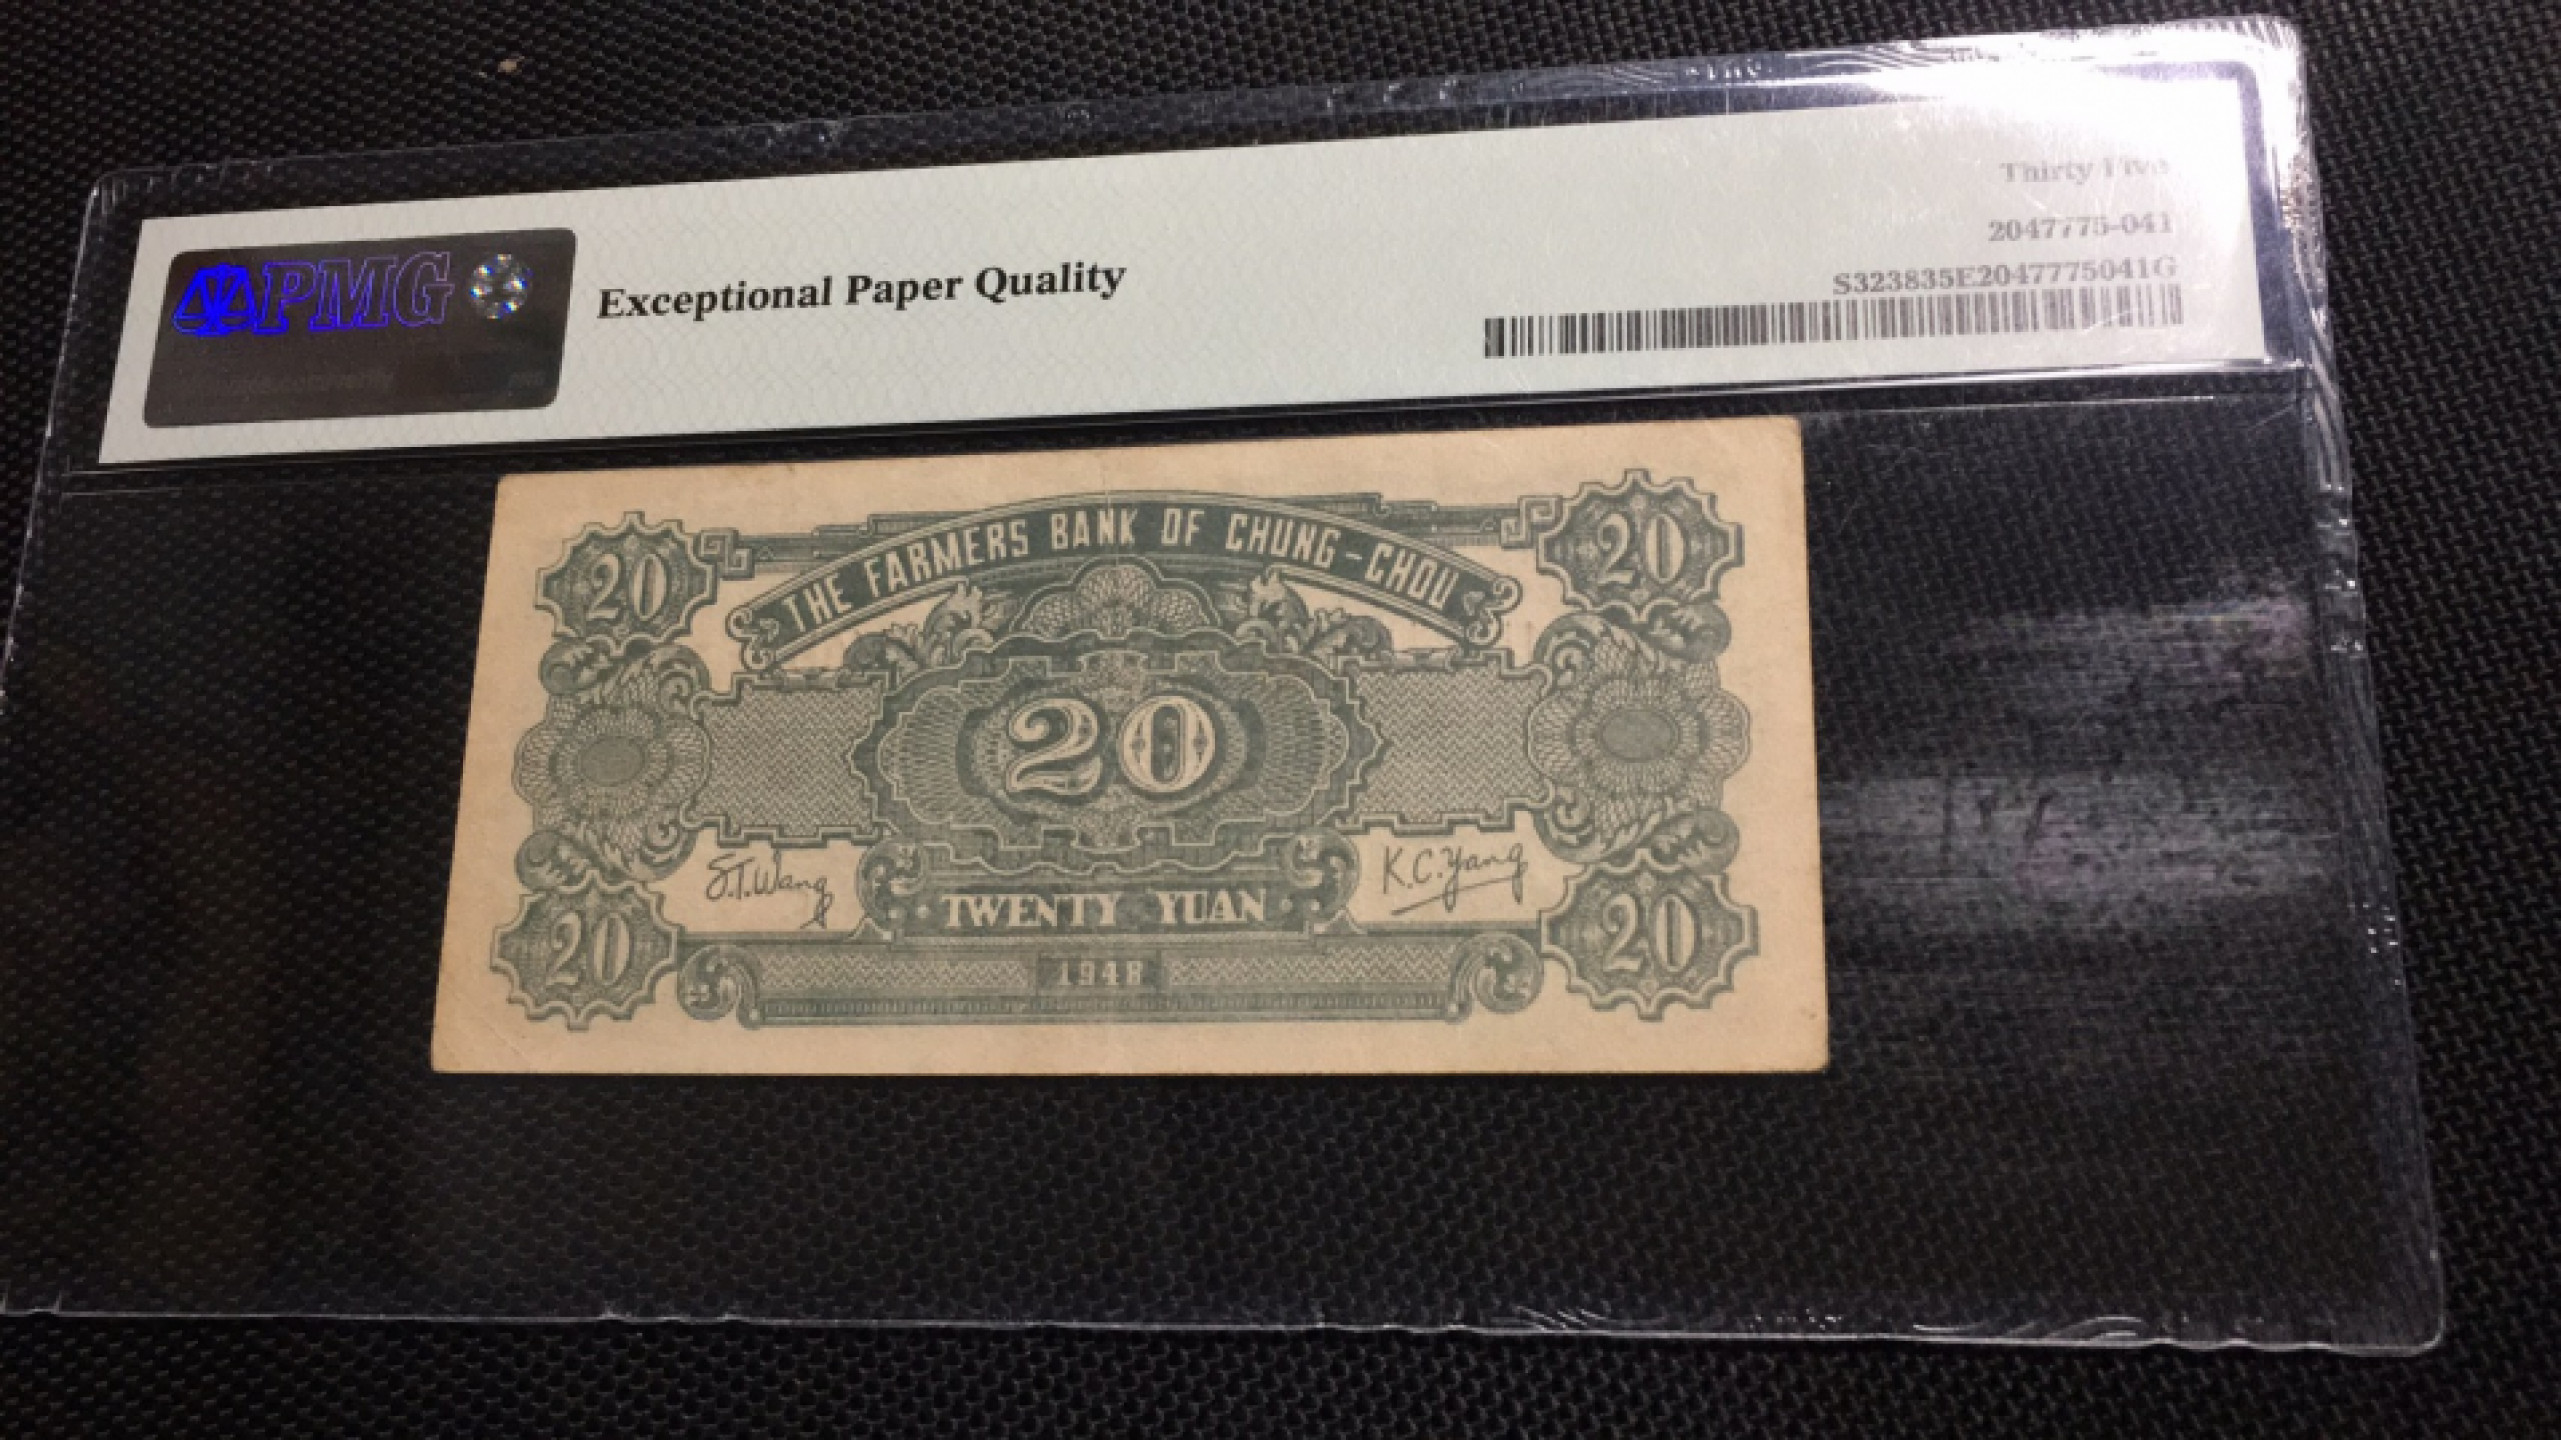 Thirty Five
2047775-041
PMG
Exceptional Paper Quality
S323835E2047775041G
THE FARMERS BANK OF CHUNG-CHOU
20
20
20
S.T.Wang
K.C.Yang
TWENTY YUAN
20
20
1948